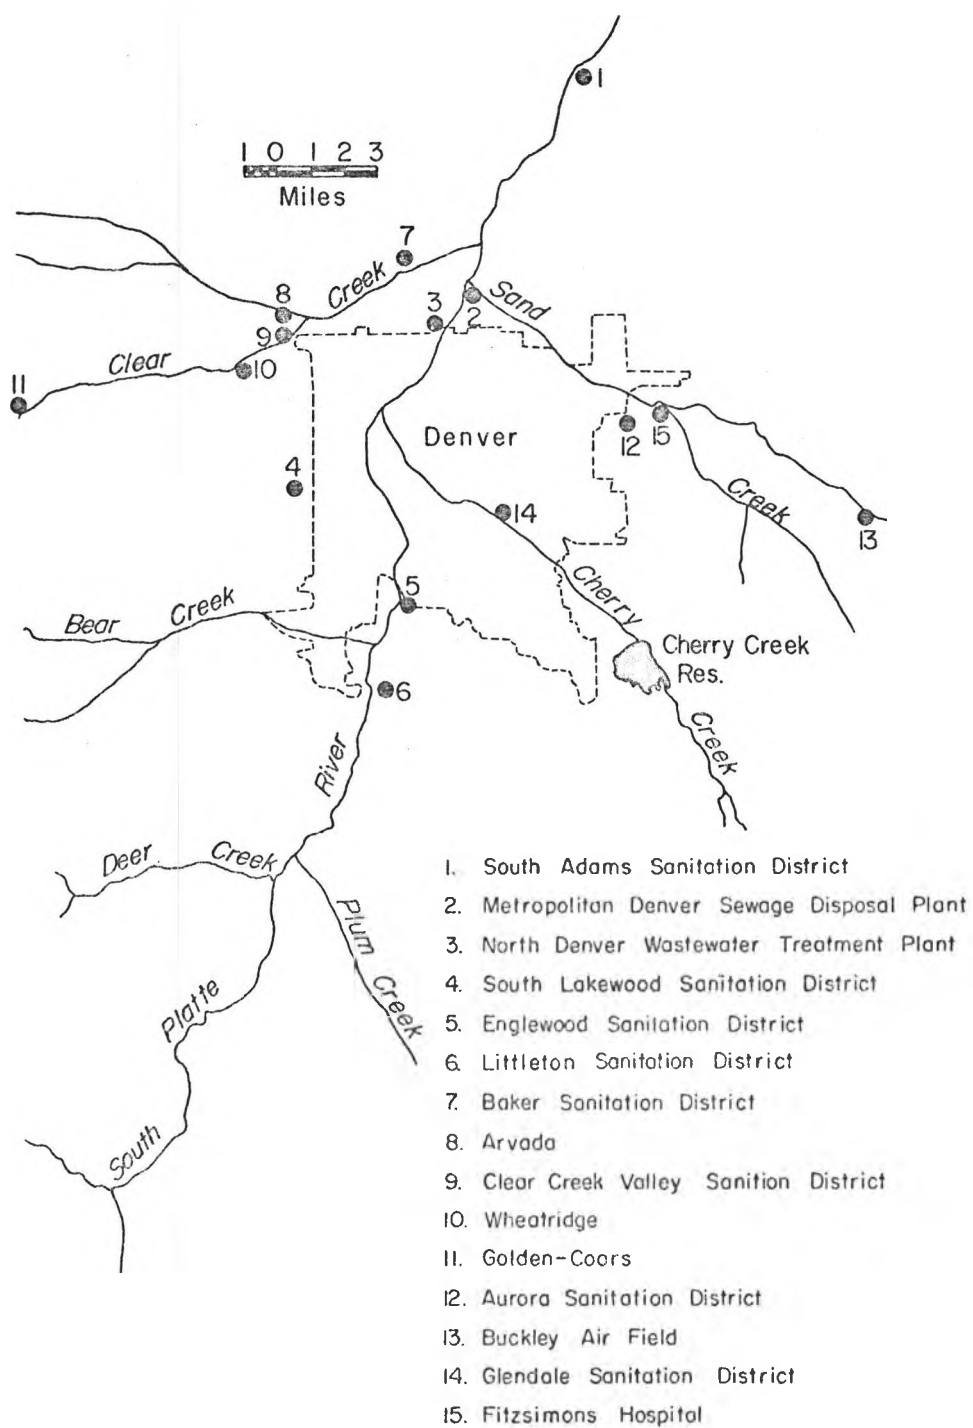 1
1 0 1 2 3
Miles
7
Creek
8
Sand
3
2
9
Clear
10
11
Denver
12
15
4
14
Creek
13
5
Cherry
Creek
Bear
Cherry Creek
Res.
6
Creek
River
Deer Creek
Plum Creek
Platte
South
1. South Adams Sanitation District
2. Metropolitan Denver Sewage Disposal Plant
3. North Denver Wastewater Treatment Plant
4. South Lakewood Sanitation District
5. Englewood Sanitation District
6. Littleton Sanitation District
7. Baker Sanitation District
8. Arvada
9. Clear Creek Valley Sanition District
10. Wheatridge
11. Golden-Coors
12. Aurora Sanitation District
13. Buckley Air Field
14. Glendale Sanitation District
15. Fitzsimons Hospital